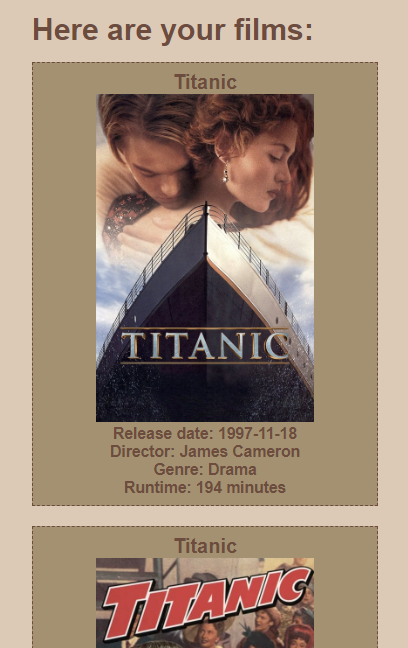 Here are your films:
Titanic
TITANIC
Release date: 1997-11-18
Director: James Cameron
Genre: Drama
Runtime: 194 minutes
Titanic
TITANIC